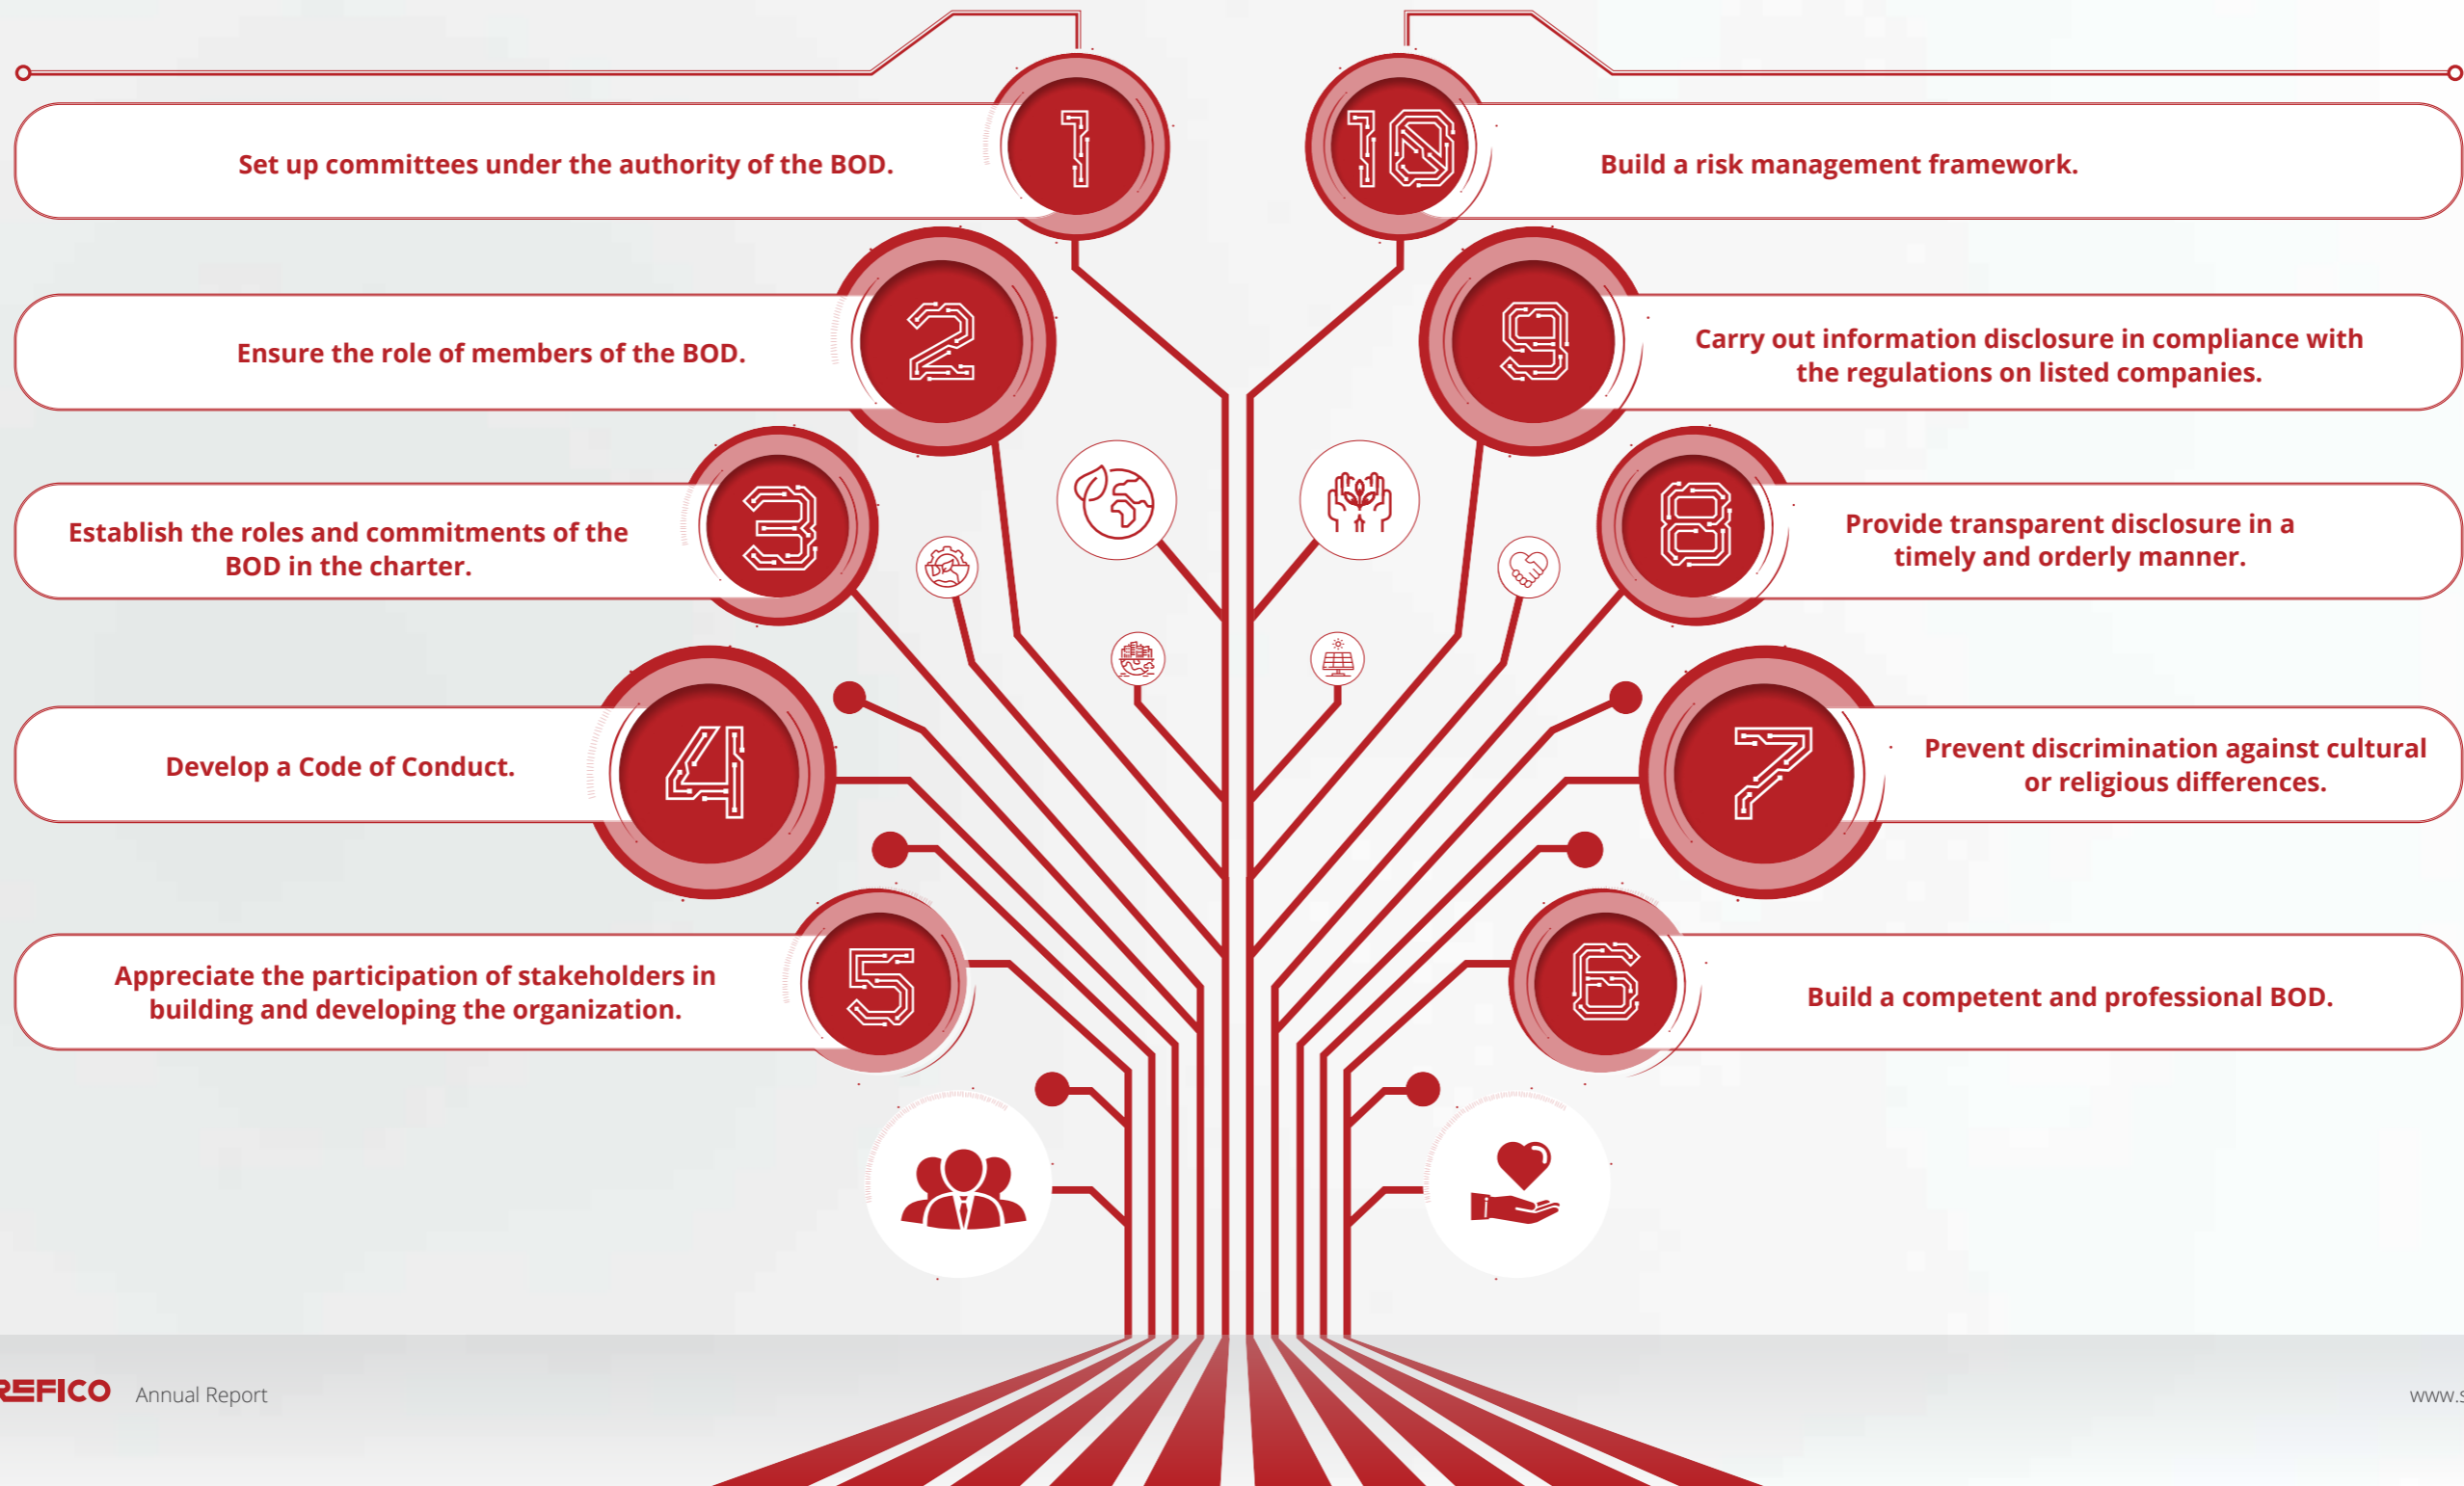 1
Set up committees under the authority of the BOD.
2
Ensure the role of members of the BOD.
3
Establish the roles and commitments of the
BOD in the charter.
4
Develop a Code of Conduct.
5
Appreciate the participation of stakeholders in
building and developing the organization.
10
Build a risk management framework.
9
Carry out information disclosure in compliance with
the regulations on listed companies.
8
Provide transparent disclosure in a
timely and orderly manner.
7
Prevent discrimination against cultural
or religious differences.
6
Build a competent and professional BOD.
REFICO Annual Report
www.s